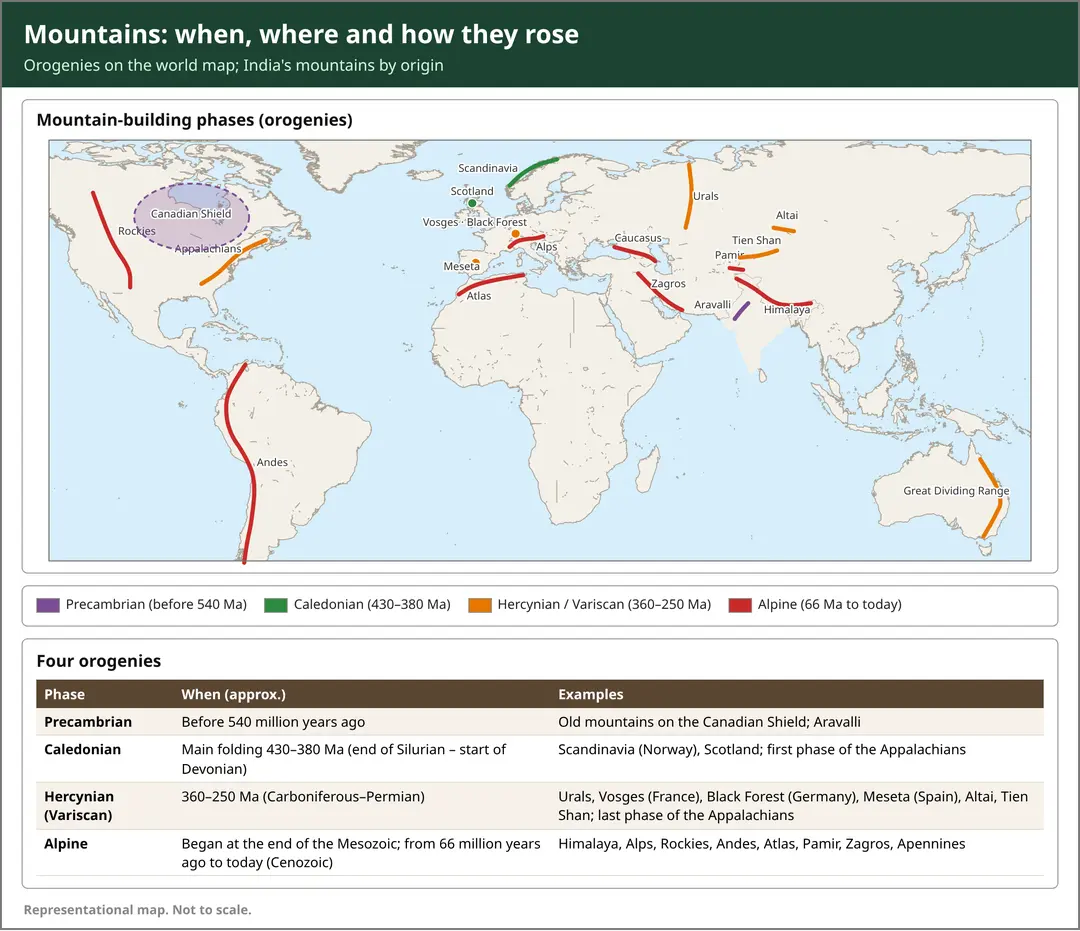 Mountains: when, where and how they rose
Orogenies on the world map; India's mountains by origin
Mountain-building phases (orogenies)
Scandinavia
Scotland
Urals
Canadian Shield
Altai
Vosges · Black Forest
Rockies
Caucasus
Tien Shan
Appalachians
Alps
Pamir
Meseta
Zagros
Atlas
Aravalli
Himalaya
Andes
Great Dividing Range
Precambrian (before 540 Ma)
Caledonian (430–380 Ma)
Hercynian / Variscan (360–250 Ma)
Alpine (66 Ma to today)
Four orogenies
Phase When (approx.) Examples
Precambrian Before 540 million years ago Old mountains on the Canadian Shield; Aravalli
Caledonian Main folding 430–380 Ma (end of Silurian – start of Scandinavia (Norway), Scotland; first phase of the Appalachians
Devonian)
Hercynian 360–250 Ma (Carboniferous–Permian) Urals, Vosges (France), Black Forest (Germany), Meseta (Spain), Altai, Tien
(Variscan) Shan; last phase of the Appalachians
Alpine Began at the end of the Mesozoic; from 66 million years Himalaya, Alps, Rockies, Andes, Atlas, Pamir, Zagros, Apennines
ago to today (Cenozoic)
Representational map. Not to scale.